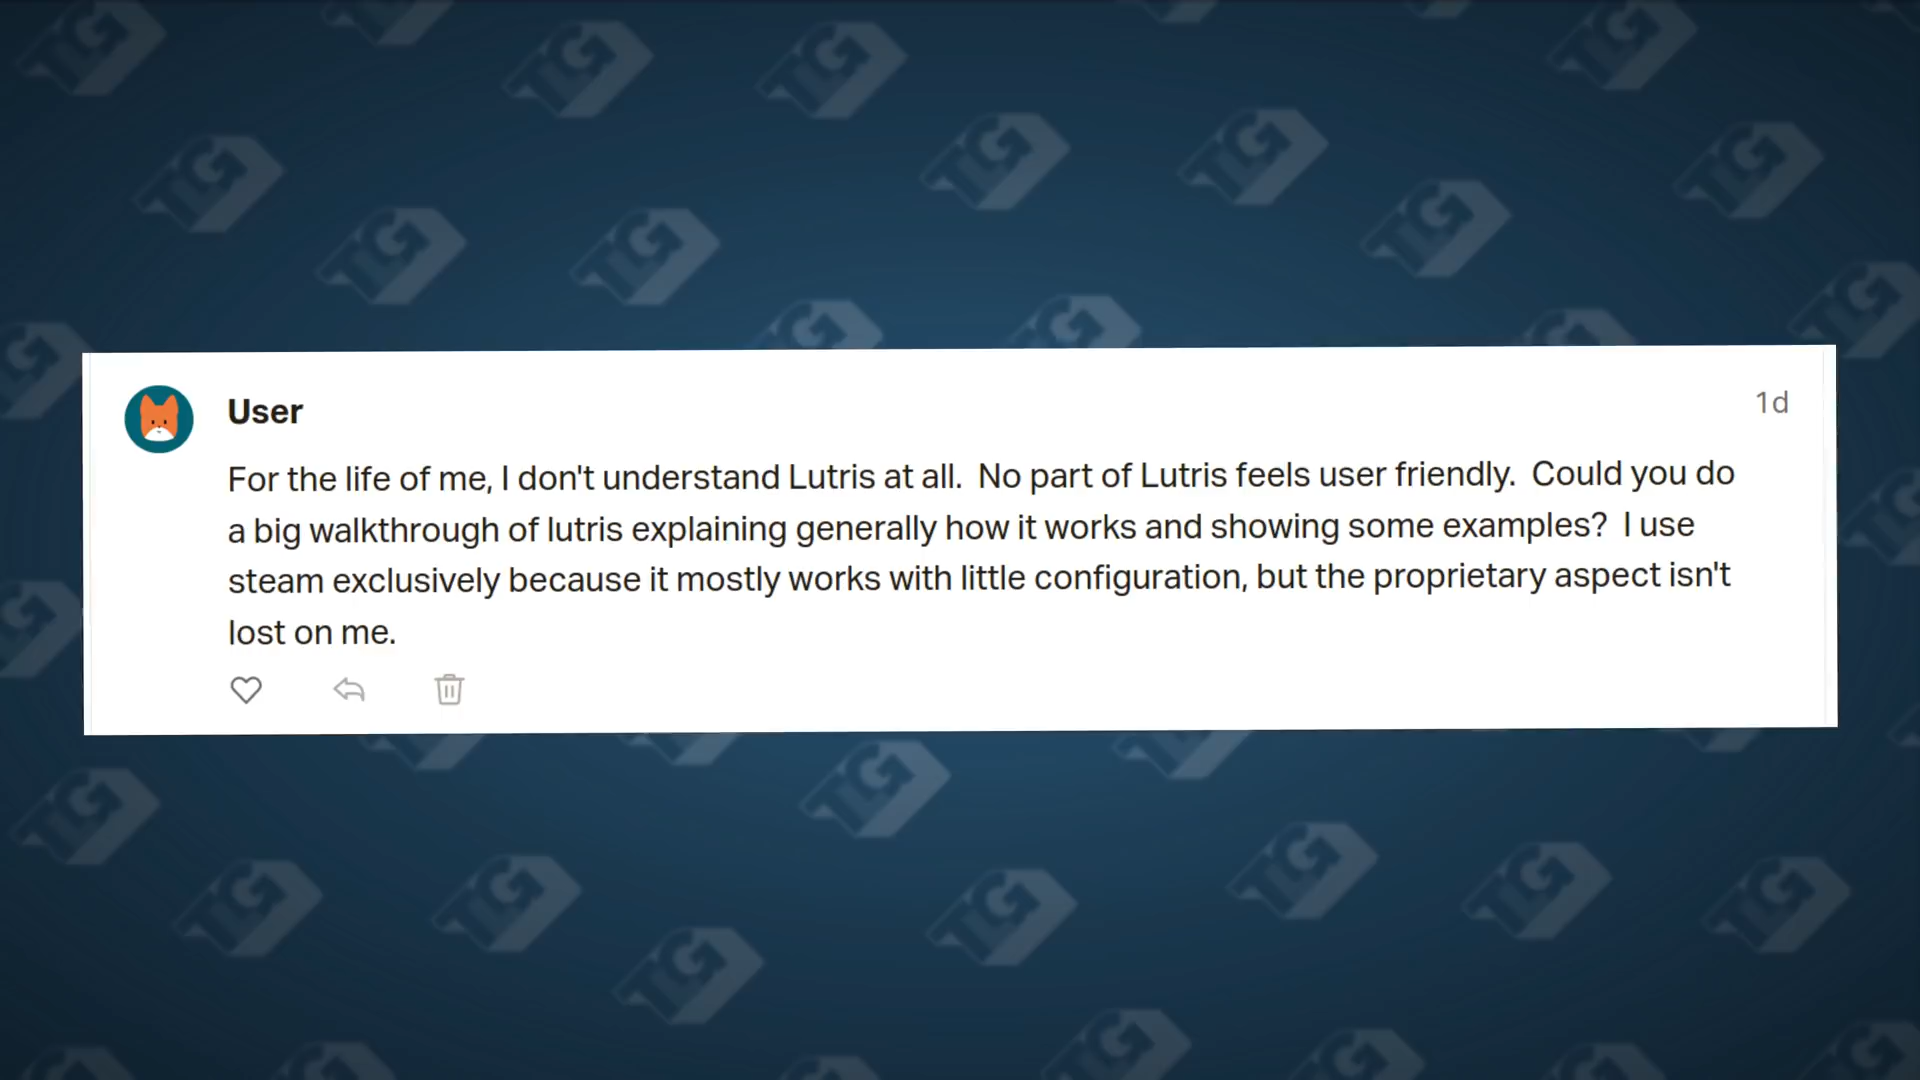 User
1d
For the life of me, I don't understand Lutris at all.  No part of Lutris feels user friendly.  Could you do
a big walkthrough of lutris explaining generally how it works and showing some examples?  I use
steam exclusively because it mostly works with little configuration, but the proprietary aspect isn't
lost on me.